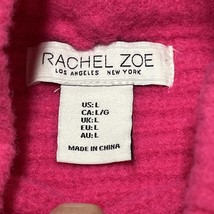 RACHEL ZOE
LOS ANGELES NEW YORK
US: L
CA: L/G
UK: L
EU: L
AU: L
MADE IN CHINA